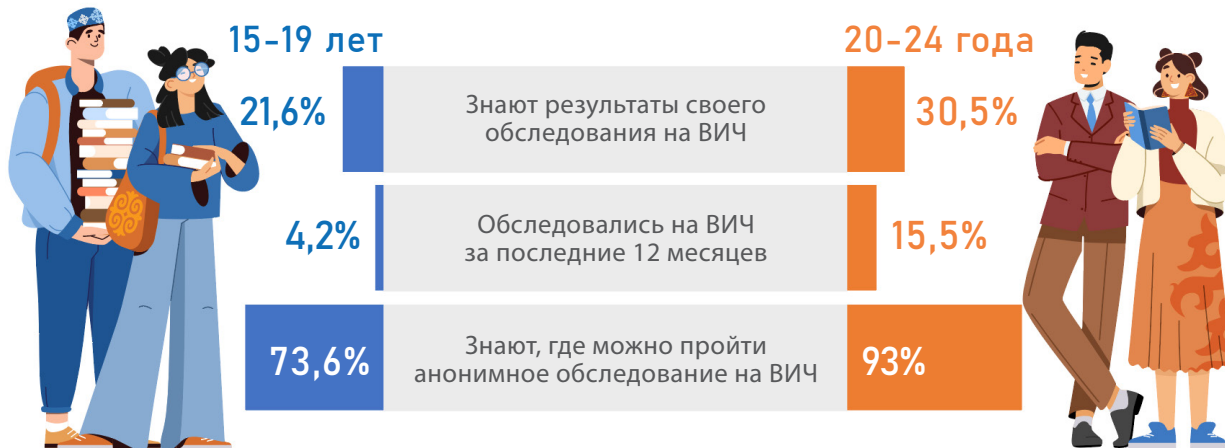 15-19 лет
20-24 года
21,6%
Знают результаты своего
обследования на ВИЧ
30,5%
4,2%
Обследовались на ВИЧ
за последние 12 месяцев
15,5%
73,6%
Знают, где можно пройти
анонимное обследование на ВИЧ
93%